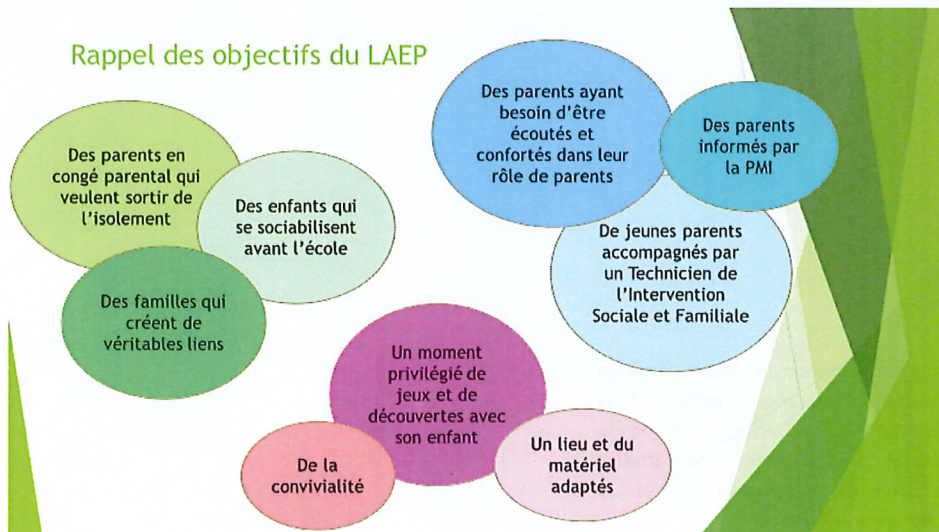 Rappel des objectifs du LAEP
Des parents en
congé parental qui
veulent sortir de
l'isolement
Des enfants qui
se sociabilisent
avant l'école
Des familles qui
créent de
véritables liens
Des parents ayant
besoin d'être
écoutés et
confortés dans leur
rôle de parents
Des parents
informés par
la PMI
De jeunes parents
accompagnés par
un Technicien de
l'Intervention
Sociale et Familiale
Un moment
privilégié de
jeux et de
découvertes avec
son enfant
De la
convivialité
Un lieu et du
matériel
adaptés